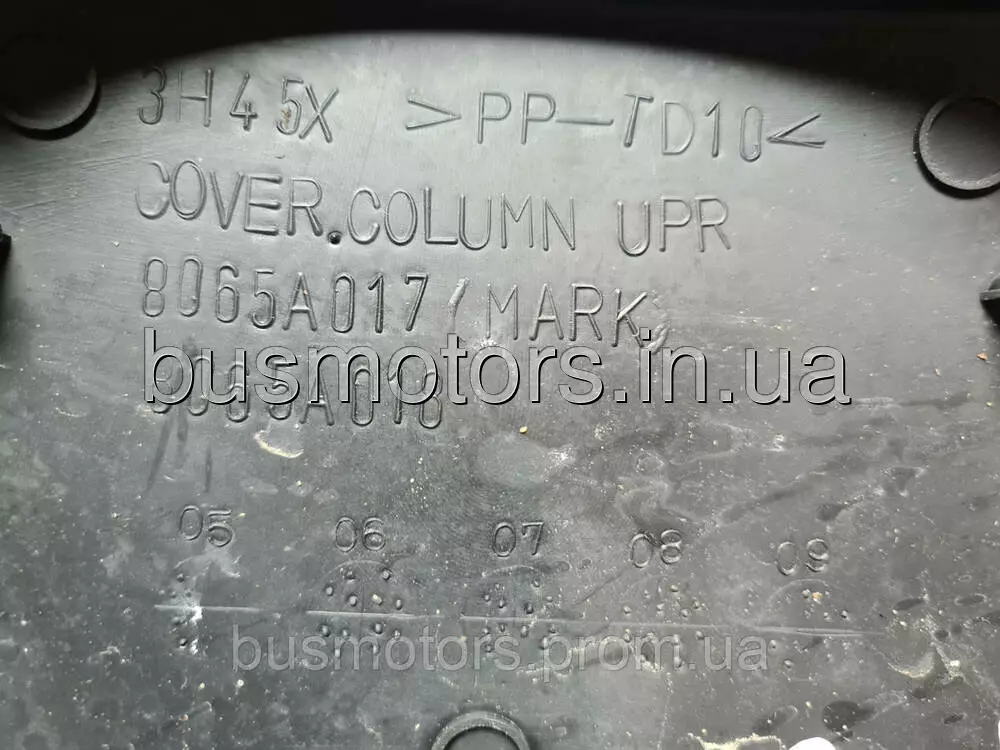 3H45X >PP-TD10<
COVER.COLUMN UPR
8065A017 (MARK)
busmotors.in.ua
8065A018
05 06 07 08 09
busmotors.prom.ua